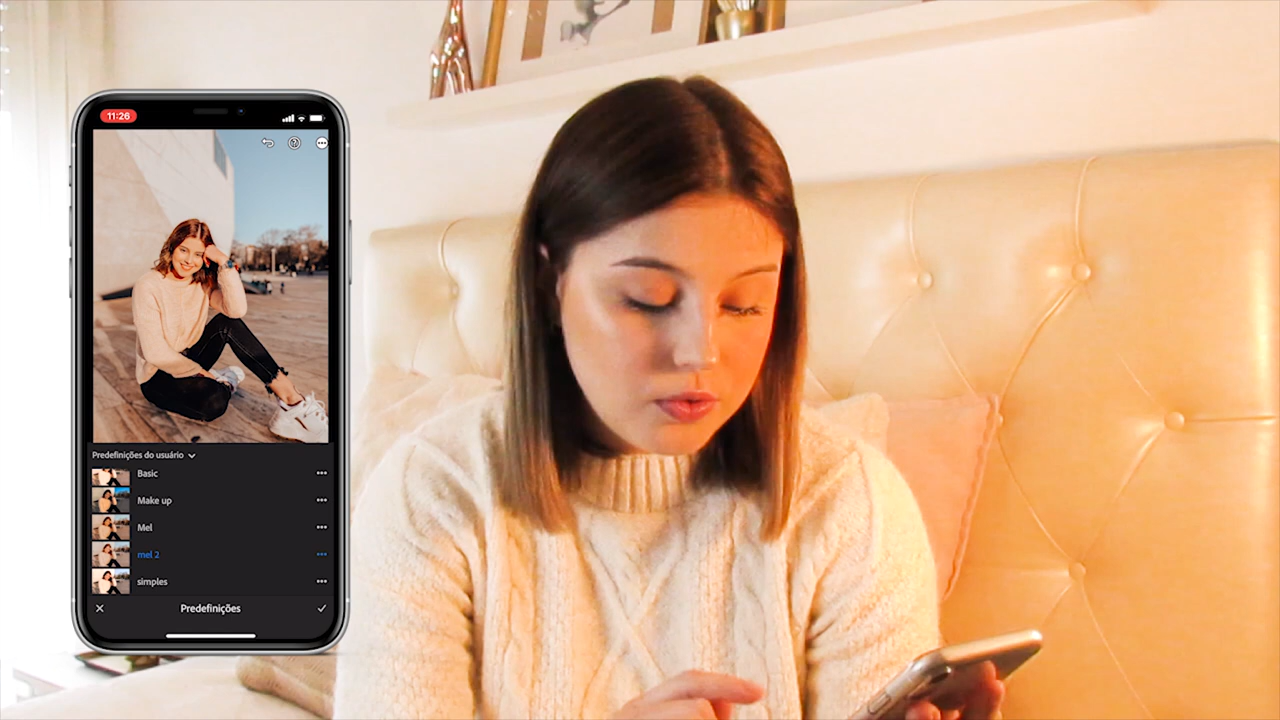 11:26
Predefinições do usuário
Basic
Make up
Mel
mel 2
simples
Predefinições